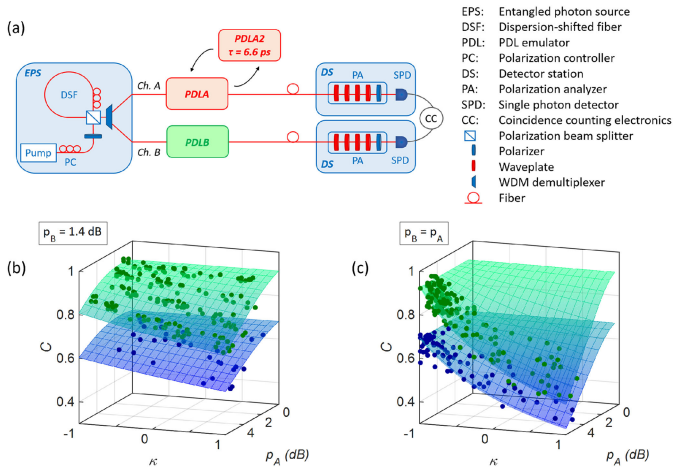 (a)
EPS
DSF
Pump
PC
Ch. A
Ch. B
PDLA
PDLA2
τ = 6.6 ps
PDLB
DS
PA
SPD
CC
PA
SPD
DS
EPS: Entangled photon source
DSF: Dispersion-shifted fiber
PDL: PDL emulator
PC: Polarization controller
DS: Detector station
PA: Polarization analyzer
SPD: Single photon detector
CC: Coincidence counting electronics
Polarization beam splitter
Polarizer
Waveplate
WDM demultiplexer
Fiber
p_B = 1.4 dB
(b)
1
0.8
0.6
0.4
C
-1
0
1
κ
4
2
0
p_A (dB)
p_B = p_A
(c)
1
0.8
0.6
0.4
C
-1
0
1
κ
4
2
0
p_A (dB)